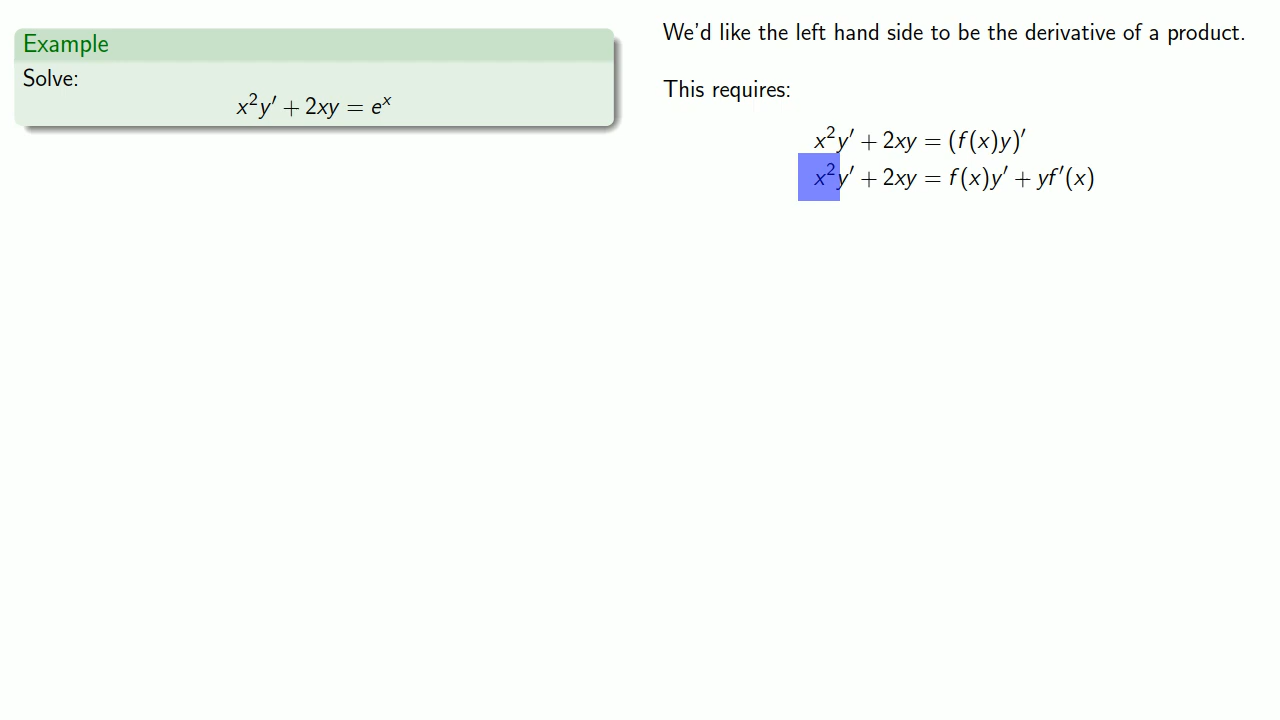 Example
Solve:
x²y′ + 2xy = eˣ
We'd like the left hand side to be the derivative of a product.
This requires:
x²y′ + 2xy = (f(x)y)′
x²y′ + 2xy = f(x)y′ + yf′(x)